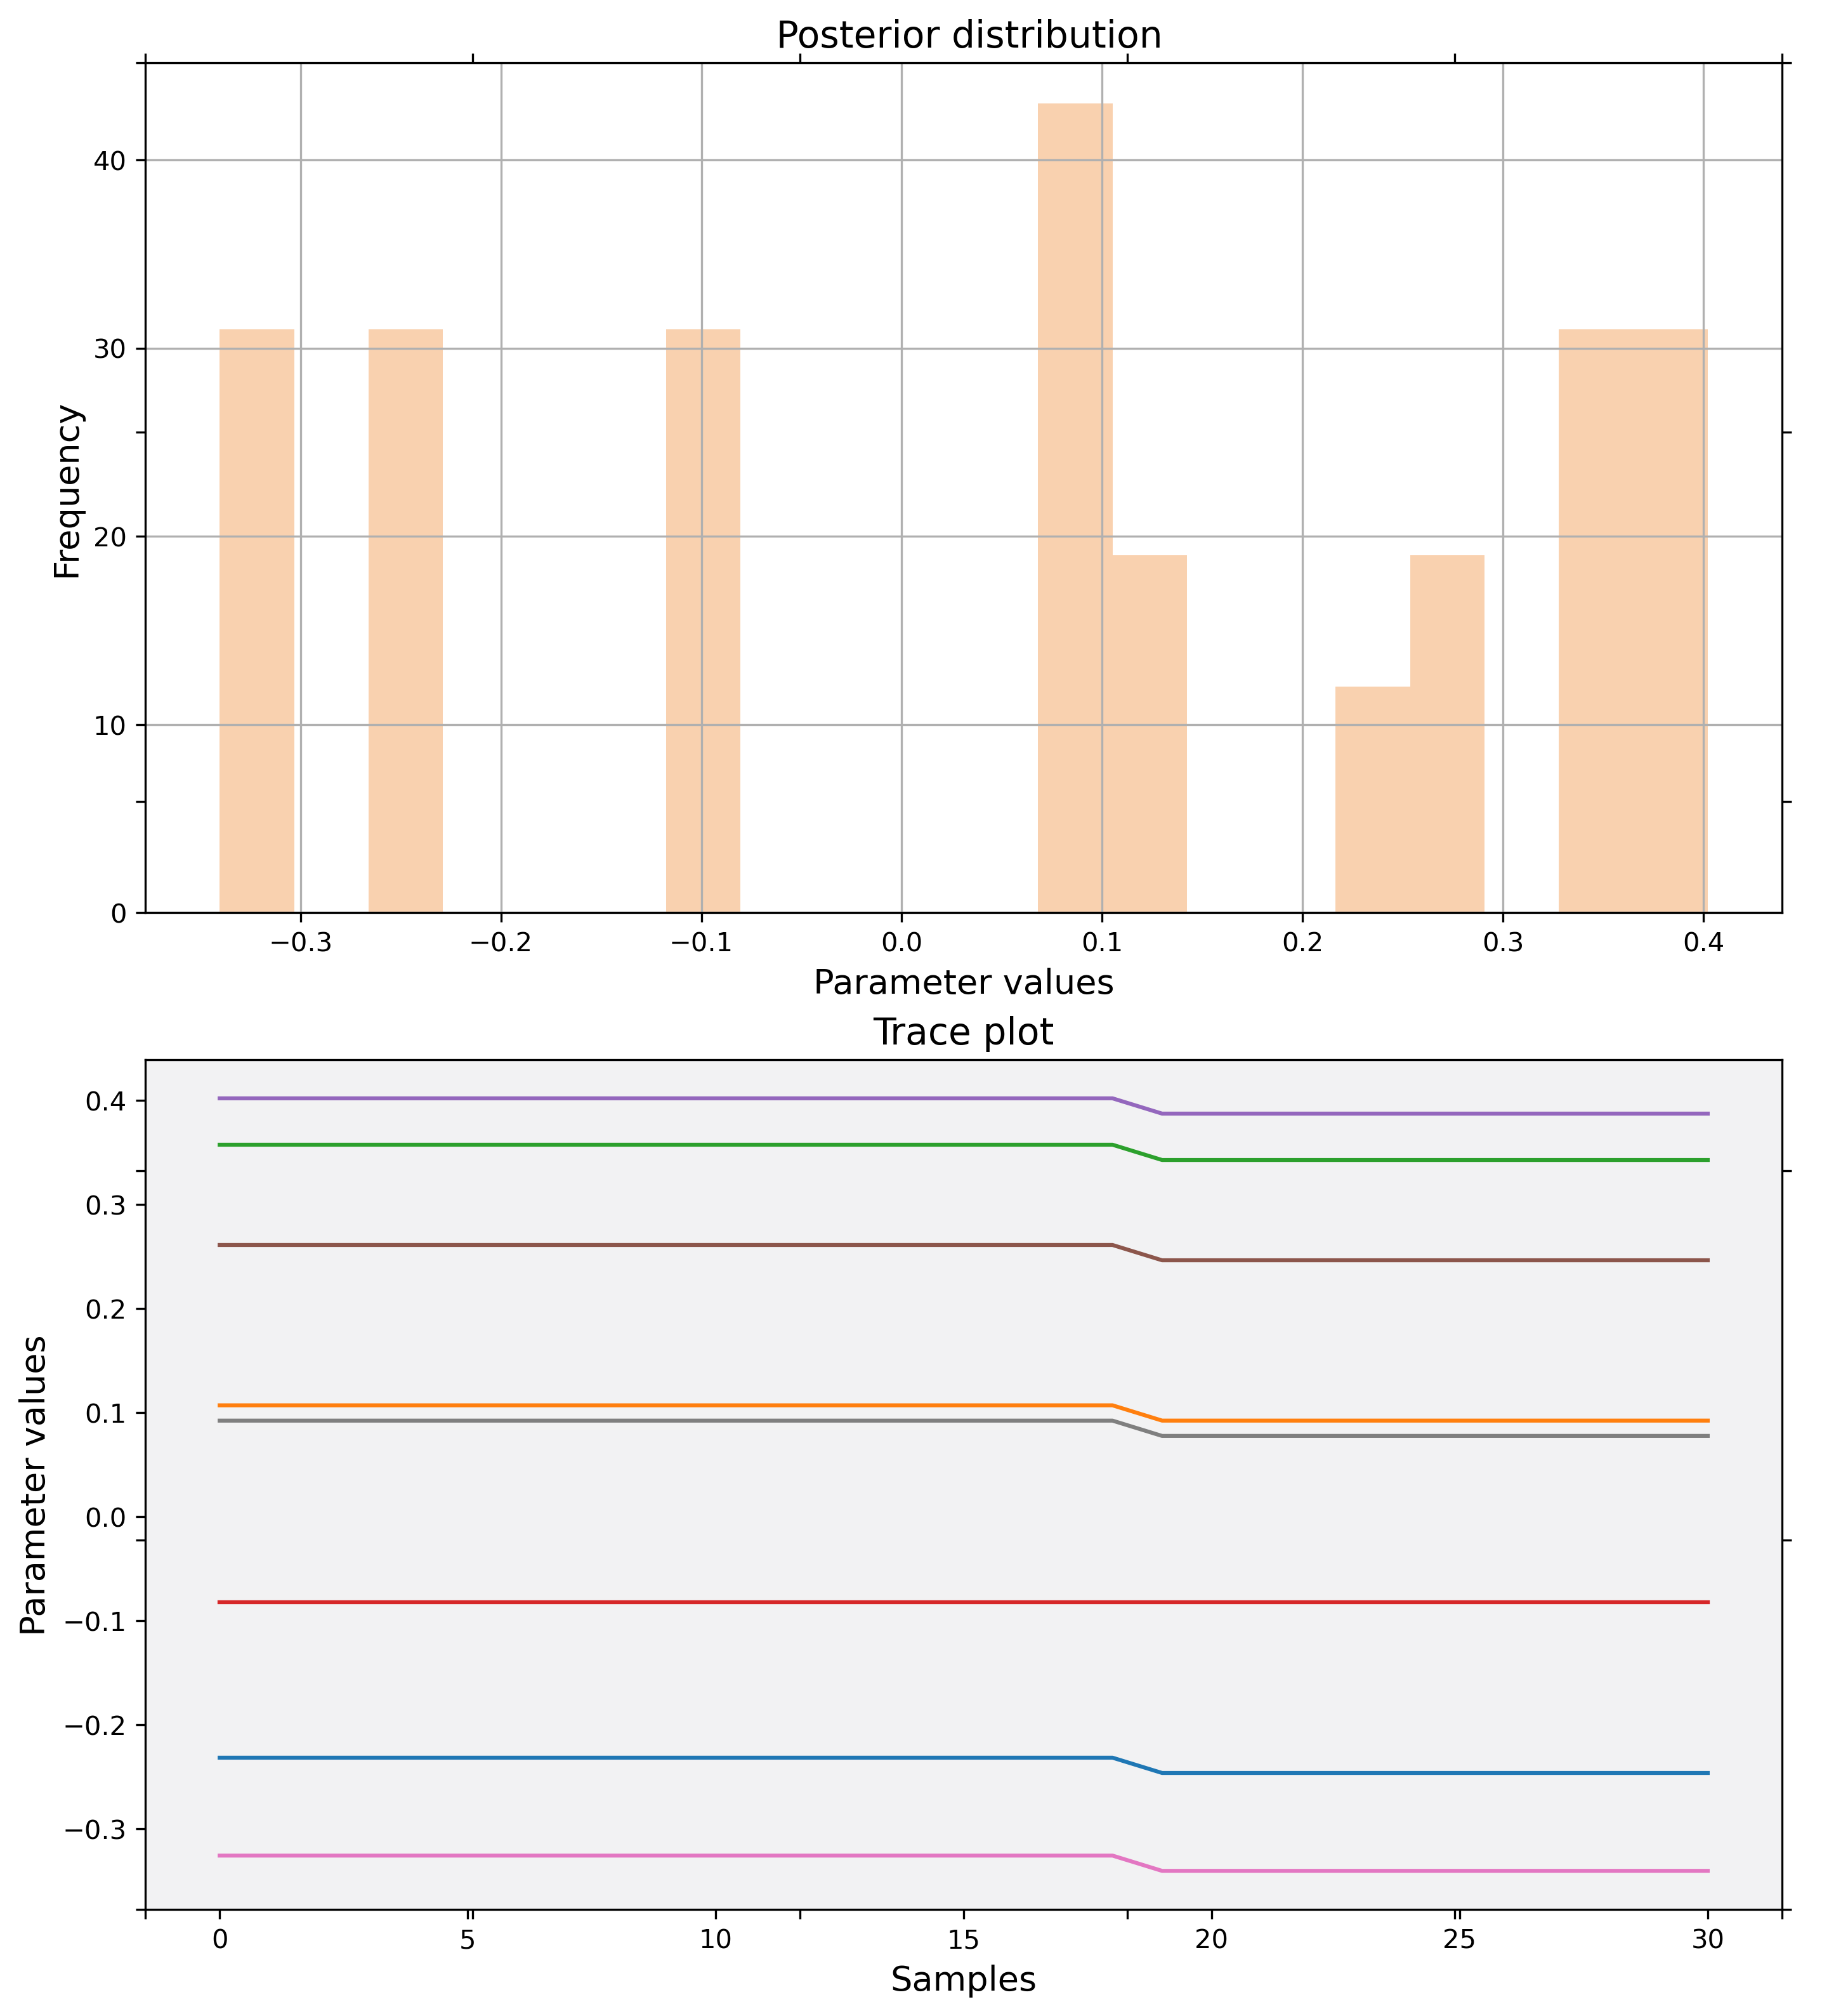 Posterior distribution
40
30
20
10
0
Frequency
−0.3 −0.2 −0.1 0.0 0.1 0.2 0.3 0.4
Parameter values
Trace plot
0.4
0.3
0.2
0.1
0.0
−0.1
−0.2
−0.3
Parameter values
0 5 10 15 20 25 30
Samples